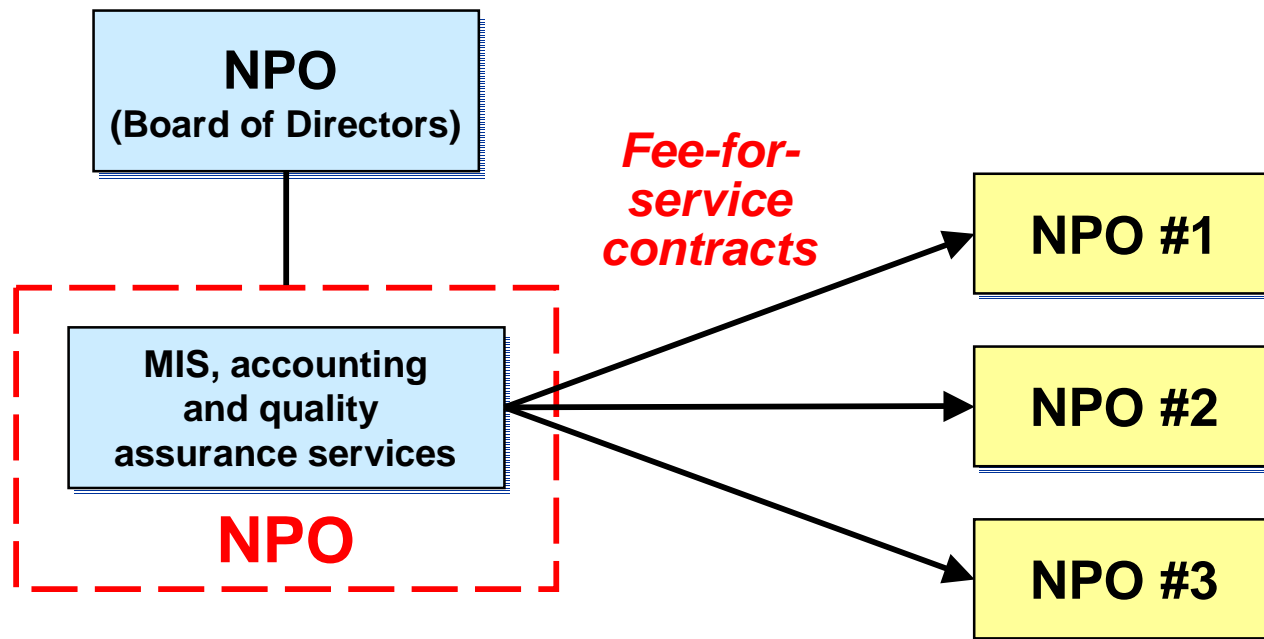 NPO
(Board of Directors)
Fee-for-
service
contracts
MIS, accounting
and quality
assurance services
NPO
NPO #1
NPO #2
NPO #3